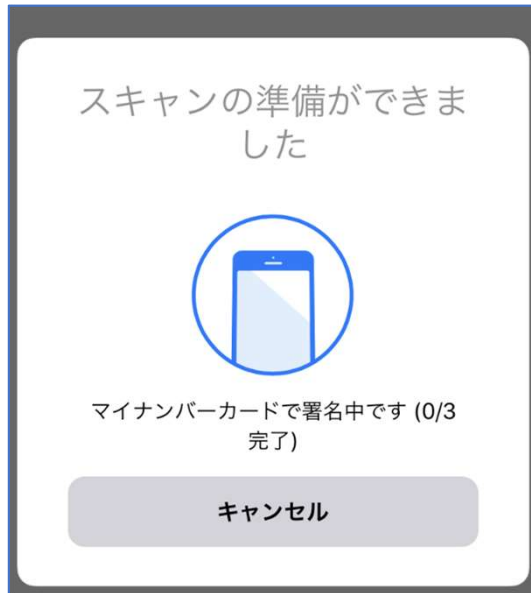 スキャンの準備ができま
した
マイナンバーカードで署名中です (0/3
完了)
キャンセル